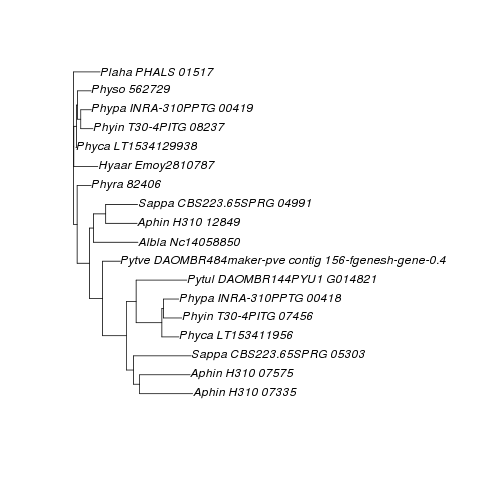 Plaha PHALS 01517
Physo 562729
Phypa INRA-310PPTG 00419
Phyin T30-4PITG 08237
Phyca LT1534129938
Hyaar Emoy2810787
Phyra 82406
Sappa CBS223.65SPRG 04991
Aphin H310 12849
Albla Nc14058850
Pytve DAOMBR484maker-pve contig 156-fgenesh-gene-0.4
Pytul DAOMBR144PYU1 G014821
Phypa INRA-310PPTG 00418
Phyin T30-4PITG 07456
Phyca LT153411956
Sappa CBS223.65SPRG 05303
Aphin H310 07575
Aphin H310 07335